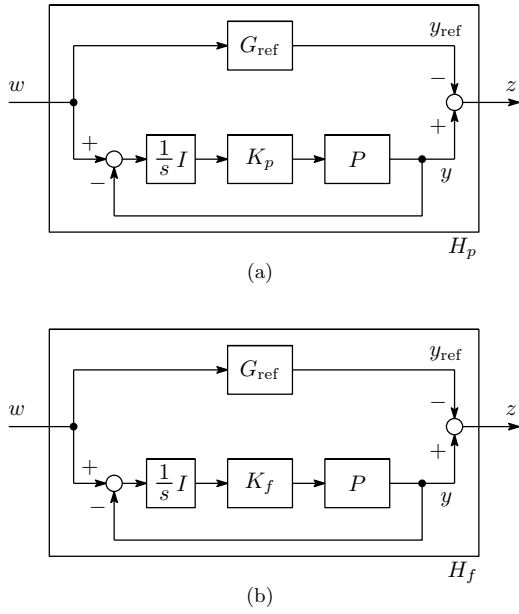 G_ref
y_ref
w
−
z
+
+
1/s I
K_p
P
−
y
H_p
(a)
G_ref
y_ref
w
−
z
+
+
1/s I
K_f
P
−
y
H_f
(b)